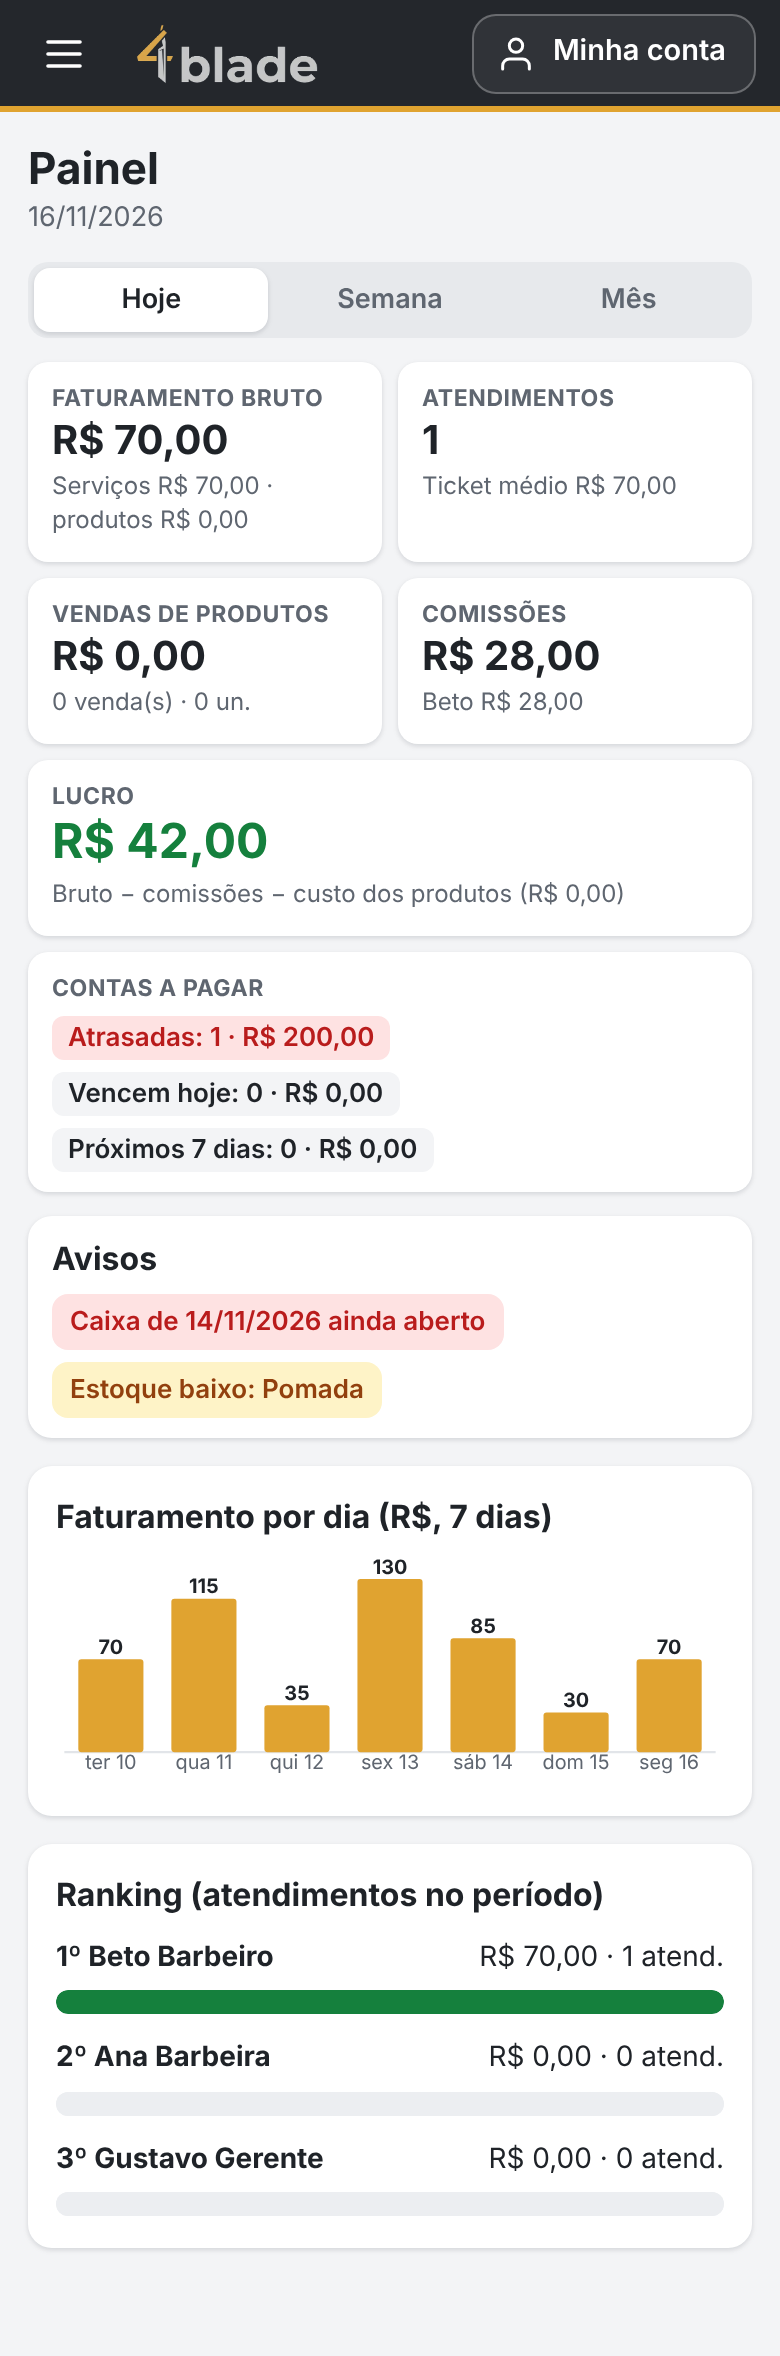 4blade
Minha conta
Painel
16/11/2026
Hoje
Semana
Mês
FATURAMENTO BRUTO
R$ 70,00
Serviços R$ 70,00 ·
produtos R$ 0,00
ATENDIMENTOS
1
Ticket médio R$ 70,00
VENDAS DE PRODUTOS
R$ 0,00
0 venda(s) · 0 un.
COMISSÕES
R$ 28,00
Beto R$ 28,00
LUCRO
R$ 42,00
Bruto − comissões − custo dos produtos (R$ 0,00)
CONTAS A PAGAR
Atrasadas: 1 · R$ 200,00
Vencem hoje: 0 · R$ 0,00
Próximos 7 dias: 0 · R$ 0,00
Avisos
Caixa de 14/11/2026 ainda aberto
Estoque baixo: Pomada
Faturamento por dia (R$, 7 dias)
70
115
35
130
85
30
70
ter 10
qua 11
qui 12
sex 13
sáb 14
dom 15
seg 16
Ranking (atendimentos no período)
1º Beto Barbeiro
R$ 70,00 · 1 atend.
2º Ana Barbeira
R$ 0,00 · 0 atend.
3º Gustavo Gerente
R$ 0,00 · 0 atend.